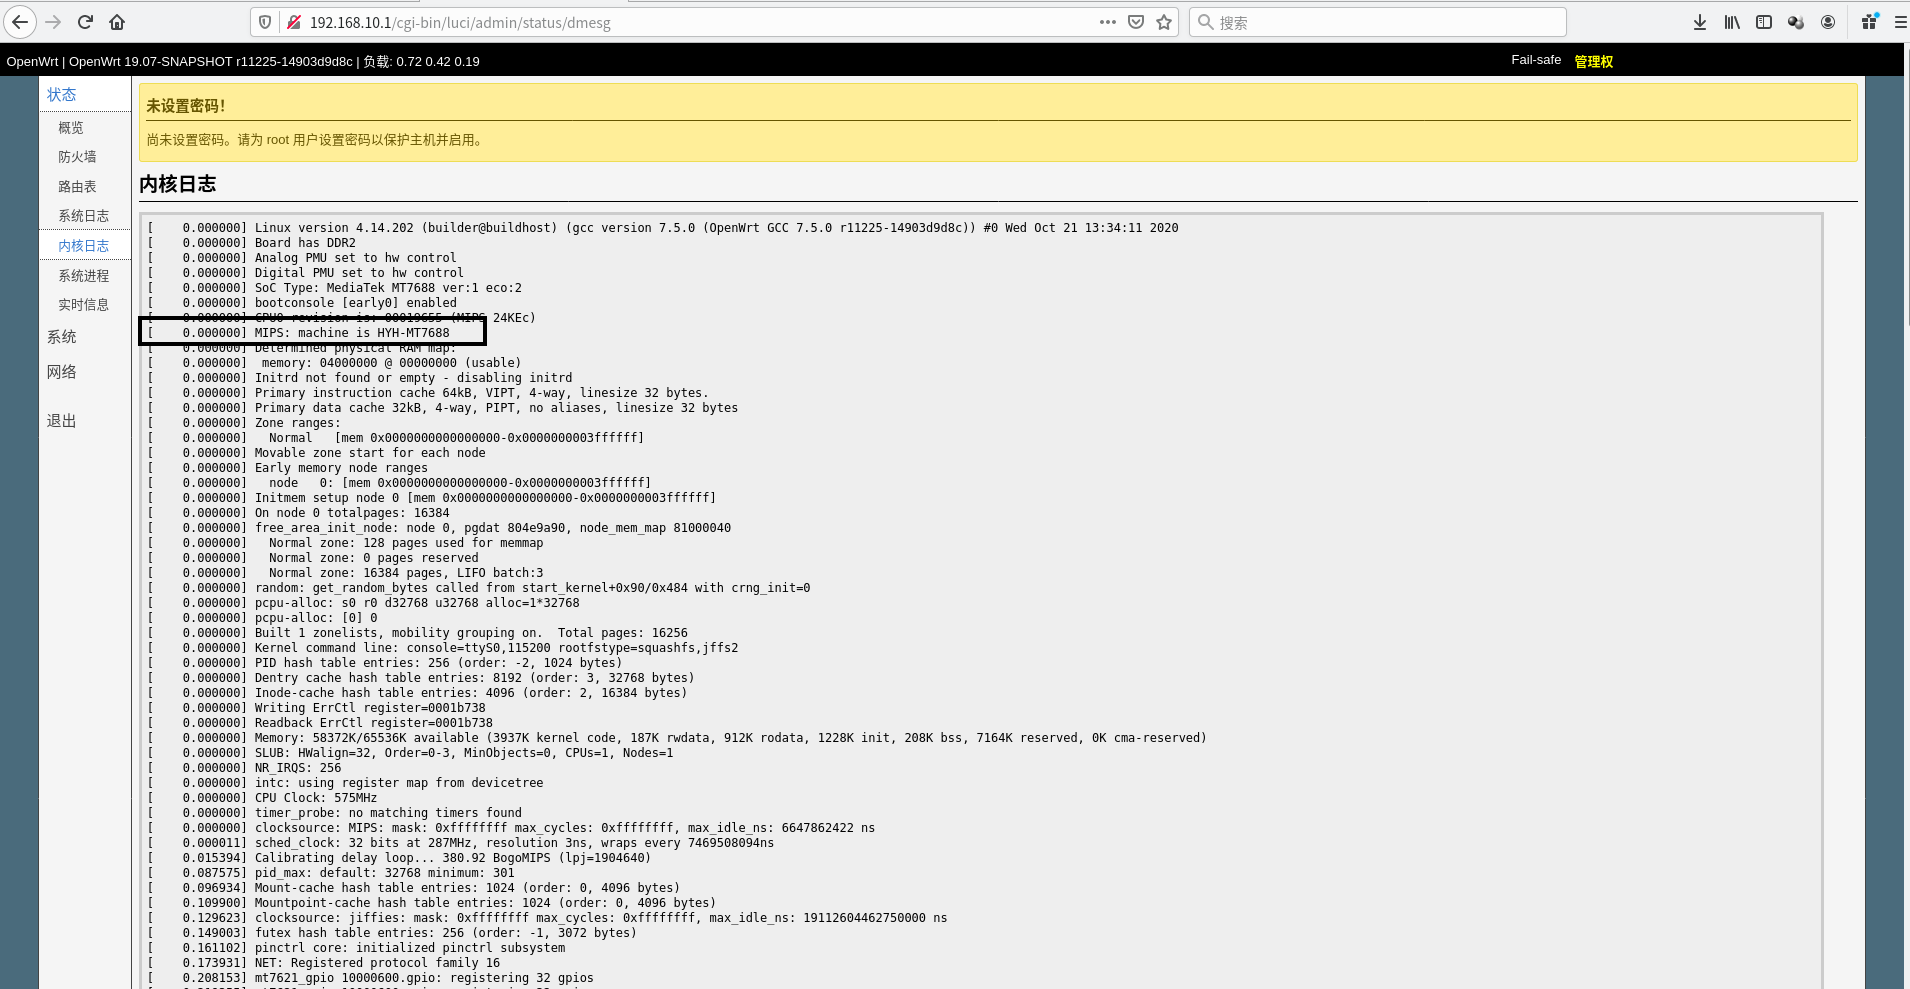 192.168.10.1/cgi-bin/luci/admin/status/dmesg
搜索
OpenWrt | OpenWrt 19.07-SNAPSHOT r11225-14903d9d8c | 负载: 0.72 0.42 0.19
Fail-safe 管理权
状态
概览
防火墙
路由表
系统日志
内核日志
系统进程
实时信息
系统
网络
退出
未设置密码！
尚未设置密码。请为 root 用户设置密码以保护主机并启用。
内核日志
[    0.000000] Linux version 4.14.202 (builder@buildhost) (gcc version 7.5.0 (OpenWrt GCC 7.5.0 r11225-14903d9d8c)) #0 Wed Oct 21 13:34:11 2020
[    0.000000] Board has DDR2
[    0.000000] Analog PMU set to hw control
[    0.000000] Digital PMU set to hw control
[    0.000000] SoC Type: MediaTek MT7688 ver:1 eco:2
[    0.000000] bootconsole [early0] enabled
[    0.000000] CPU0 revision is: 00019655 (MIPS 24KEc)
[    0.000000] MIPS: machine is HYH-MT7688
[    0.000000] Determined physical RAM map:
[    0.000000]  memory: 04000000 @ 00000000 (usable)
[    0.000000] Initrd not found or empty - disabling initrd
[    0.000000] Primary instruction cache 64kB, VIPT, 4-way, linesize 32 bytes.
[    0.000000] Primary data cache 32kB, 4-way, PIPT, no aliases, linesize 32 bytes
[    0.000000] Zone ranges:
[    0.000000]   Normal   [mem 0x0000000000000000-0x0000000003ffffff]
[    0.000000] Movable zone start for each node
[    0.000000] Early memory node ranges
[    0.000000]   node   0: [mem 0x0000000000000000-0x0000000003ffffff]
[    0.000000] Initmem setup node 0 [mem 0x0000000000000000-0x0000000003ffffff]
[    0.000000] On node 0 totalpages: 16384
[    0.000000] free_area_init_node: node 0, pgdat 804e9a90, node_mem_map 81000040
[    0.000000]   Normal zone: 128 pages used for memmap
[    0.000000]   Normal zone: 0 pages reserved
[    0.000000]   Normal zone: 16384 pages, LIFO batch:3
[    0.000000] random: get_random_bytes called from start_kernel+0x90/0x484 with crng_init=0
[    0.000000] pcpu-alloc: s0 r0 d32768 u32768 alloc=1*32768
[    0.000000] pcpu-alloc: [0] 0
[    0.000000] Built 1 zonelists, mobility grouping on.  Total pages: 16256
[    0.000000] Kernel command line: console=ttyS0,115200 rootfstype=squashfs,jffs2
[    0.000000] PID hash table entries: 256 (order: -2, 1024 bytes)
[    0.000000] Dentry cache hash table entries: 8192 (order: 3, 32768 bytes)
[    0.000000] Inode-cache hash table entries: 4096 (order: 2, 16384 bytes)
[    0.000000] Writing ErrCtl register=0001b738
[    0.000000] Readback ErrCtl register=0001b738
[    0.000000] Memory: 58372K/65536K available (3937K kernel code, 187K rwdata, 912K rodata, 1228K init, 208K bss, 7164K reserved, 0K cma-reserved)
[    0.000000] SLUB: HWalign=32, Order=0-3, MinObjects=0, CPUs=1, Nodes=1
[    0.000000] NR_IRQS: 256
[    0.000000] intc: using register map from devicetree
[    0.000000] CPU Clock: 575MHz
[    0.000000] timer_probe: no matching timers found
[    0.000000] clocksource: MIPS: mask: 0xffffffff max_cycles: 0xffffffff, max_idle_ns: 6647862422 ns
[    0.000011] sched_clock: 32 bits at 287MHz, resolution 3ns, wraps every 7469508094ns
[    0.015394] Calibrating delay loop... 380.92 BogoMIPS (lpj=1904640)
[    0.087575] pid_max: default: 32768 minimum: 301
[    0.096934] Mount-cache hash table entries: 1024 (order: 0, 4096 bytes)
[    0.109900] Mountpoint-cache hash table entries: 1024 (order: 0, 4096 bytes)
[    0.129623] clocksource: jiffies: mask: 0xffffffff max_cycles: 0xffffffff, max_idle_ns: 19112604462750000 ns
[    0.149003] futex hash table entries: 256 (order: -1, 3072 bytes)
[    0.161102] pinctrl core: initialized pinctrl subsystem
[    0.173931] NET: Registered protocol family 16
[    0.208153] mt7621_gpio 10000600.gpio: registering 32 gpios